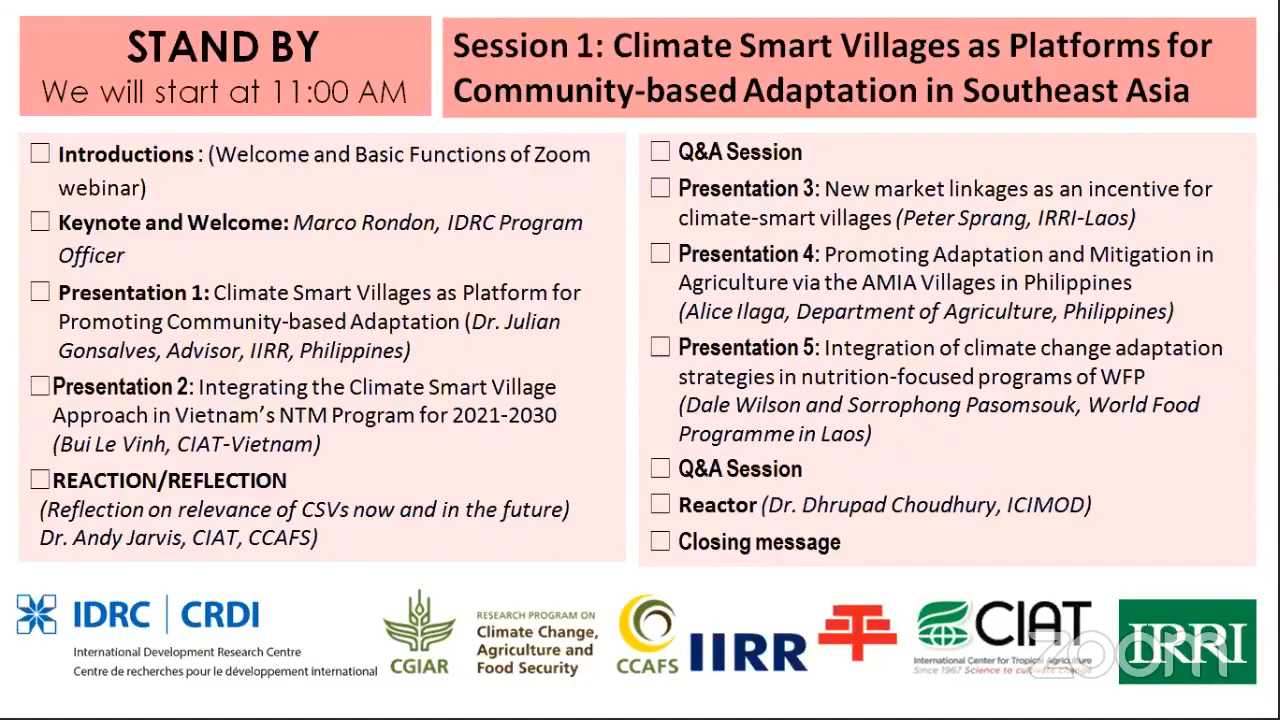 STAND BY
We will start at 11:00 AM
Session 1: Climate Smart Villages as Platforms for
Community-based Adaptation in Southeast Asia
Introductions : (Welcome and Basic Functions of Zoom
webinar)
Keynote and Welcome: Marco Rondon, IDRC Program
Officer
Presentation 1: Climate Smart Villages as Platform for
Promoting Community-based Adaptation (Dr. Julian
Gonsalves, Advisor, IIRR, Philippines)
Presentation 2: Integrating the Climate Smart Village
Approach in Vietnam's NTM Program for 2021-2030
(Bui Le Vinh, CIAT-Vietnam)
REACTION/REFLECTION
(Reflection on relevance of CSVs now and in the future)
Dr. Andy Jarvis, CIAT, CCAFS)
Q&A Session
Presentation 3: New market linkages as an incentive for
climate-smart villages (Peter Sprang, IRRI-Laos)
Presentation 4: Promoting Adaptation and Mitigation in
Agriculture via the AMIA Villages in Philippines
(Alice Ilaga, Department of Agriculture, Philippines)
Presentation 5: Integration of climate change adaptation
strategies in nutrition-focused programs of WFP
(Dale Wilson and Sorrophong Pasomsouk, World Food
Programme in Laos)
Q&A Session
Reactor (Dr. Dhrupad Choudhury, ICIMOD)
Closing message
IDRC | CRDI
International Development Research Centre
Centre de recherches pour le développement international
CGIAR
RESEARCH PROGRAM ON
Climate Change,
Agriculture and
Food Security
CCAFS
IIRR
CIAT
International Center for Tropical Agriculture
Since 1967 Science to cultivate change
IRRI
zoom